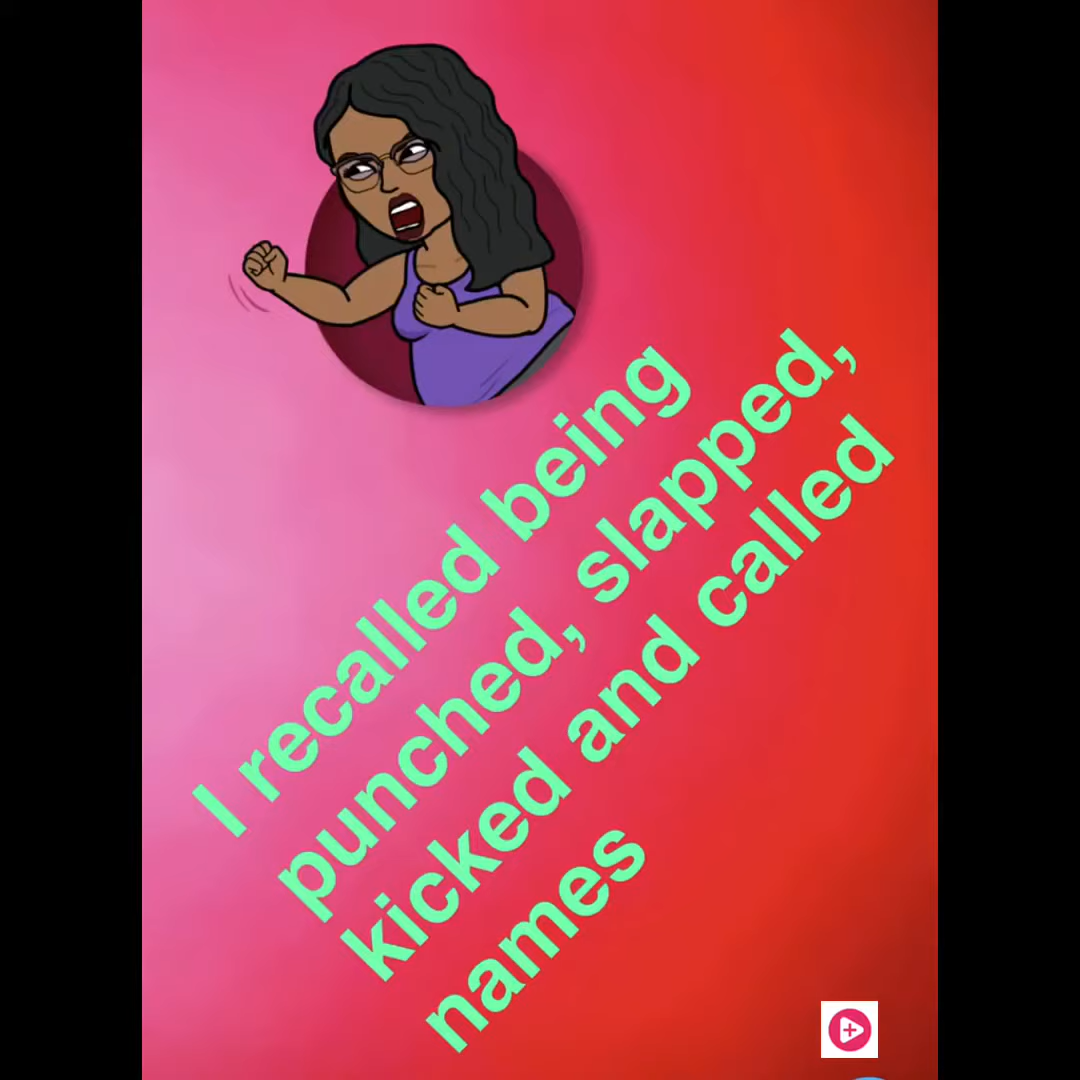 I recalled being
punched, slapped,
kicked and called
names